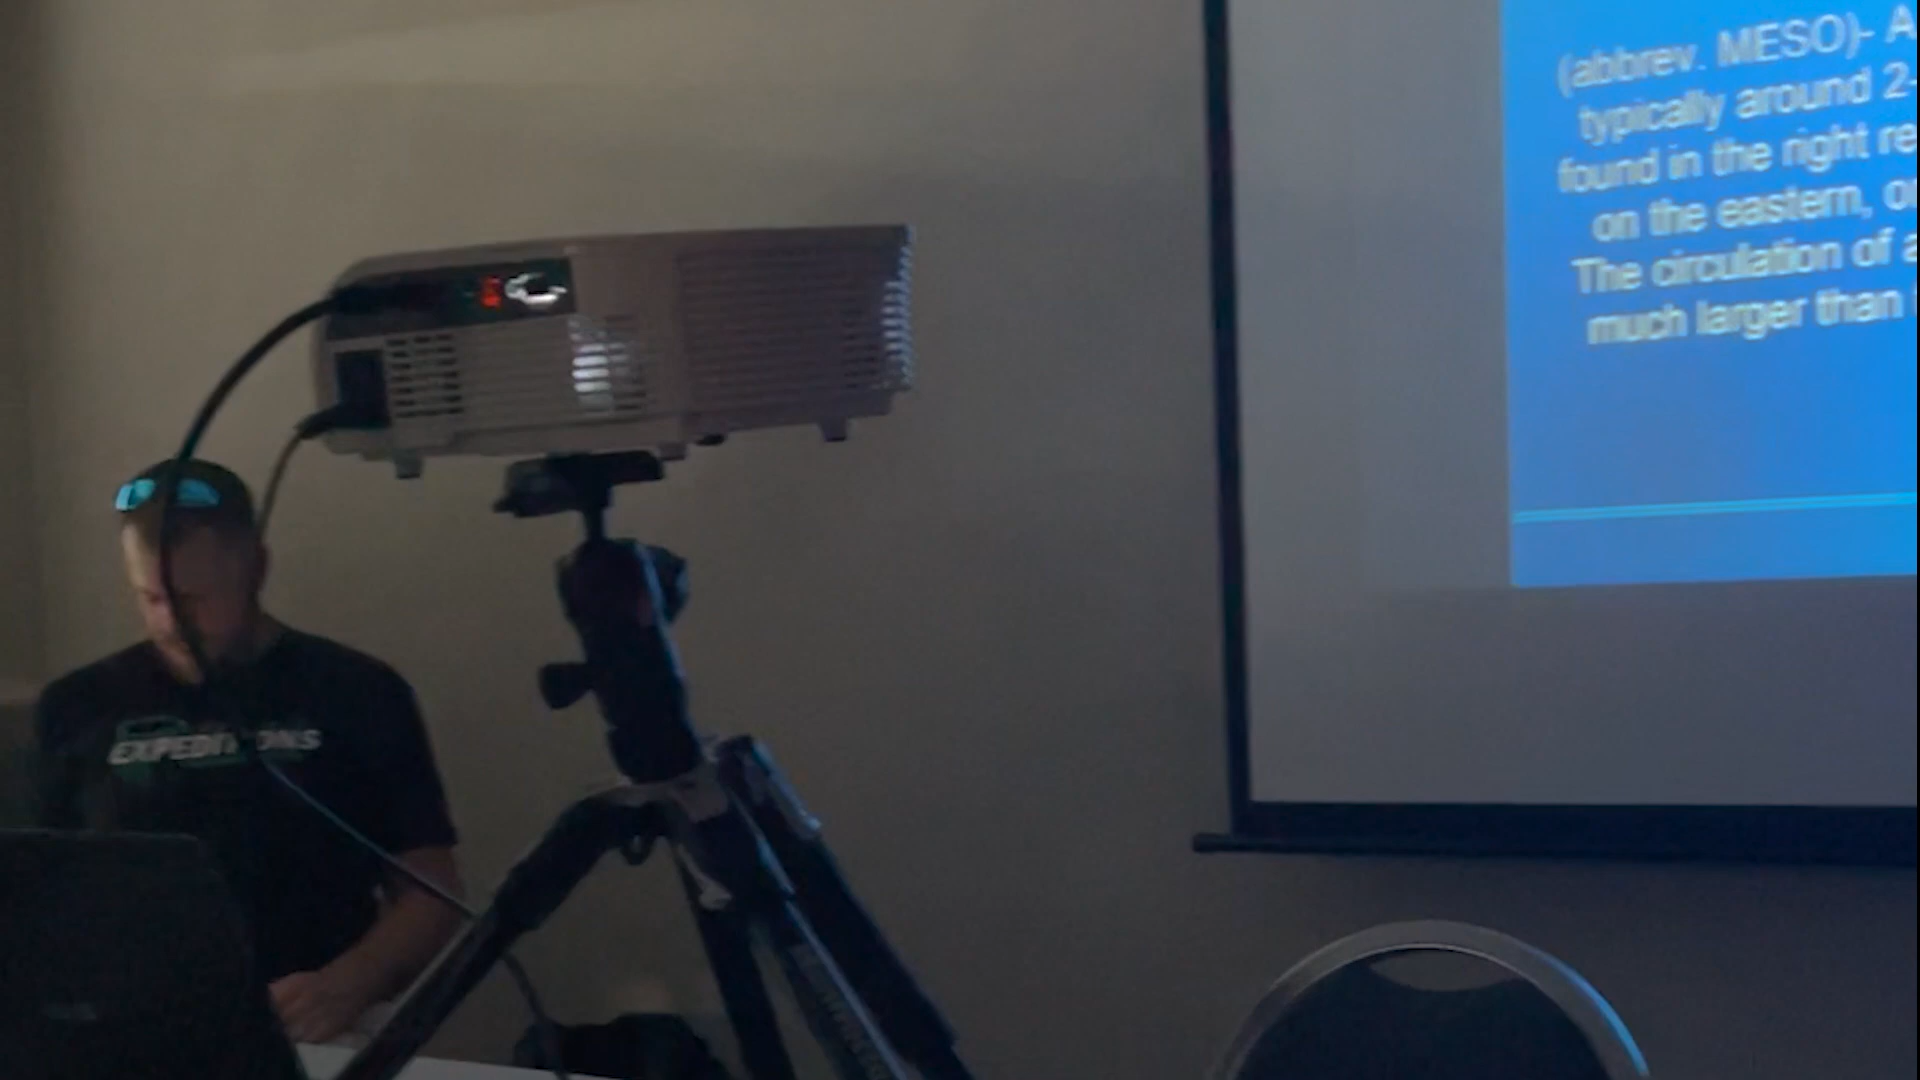 (abbrev. MESO)- A
typically around 2-
found in the right re
on the eastern, or
The circulation of a
much larger than
EXPEDITIONS